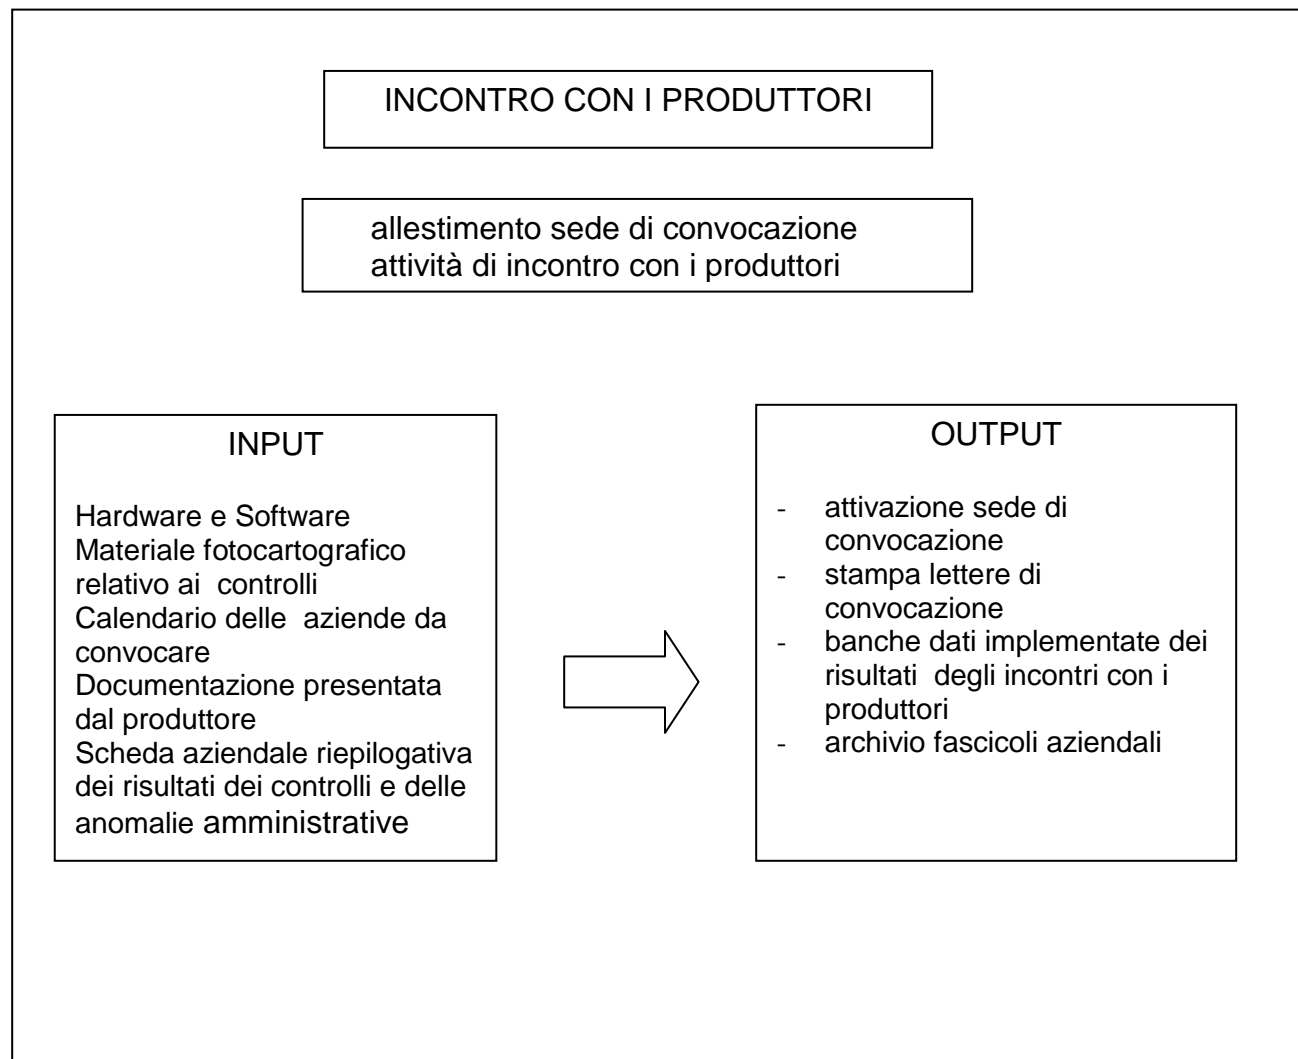 INCONTRO CON I PRODUTTORI
allestimento sede di convocazione
attività di incontro con i produttori
INPUT
Hardware e Software
Materiale fotocartografico
relativo ai controlli
Calendario delle aziende da
convocare
Documentazione presentata
dal produttore
Scheda aziendale riepilogativa
dei risultati dei controlli e delle
anomalie amministrative
OUTPUT
- attivazione sede di
convocazione
- stampa lettere di
convocazione
- banche dati implementate dei
risultati degli incontri con i
produttori
- archivio fascicoli aziendali